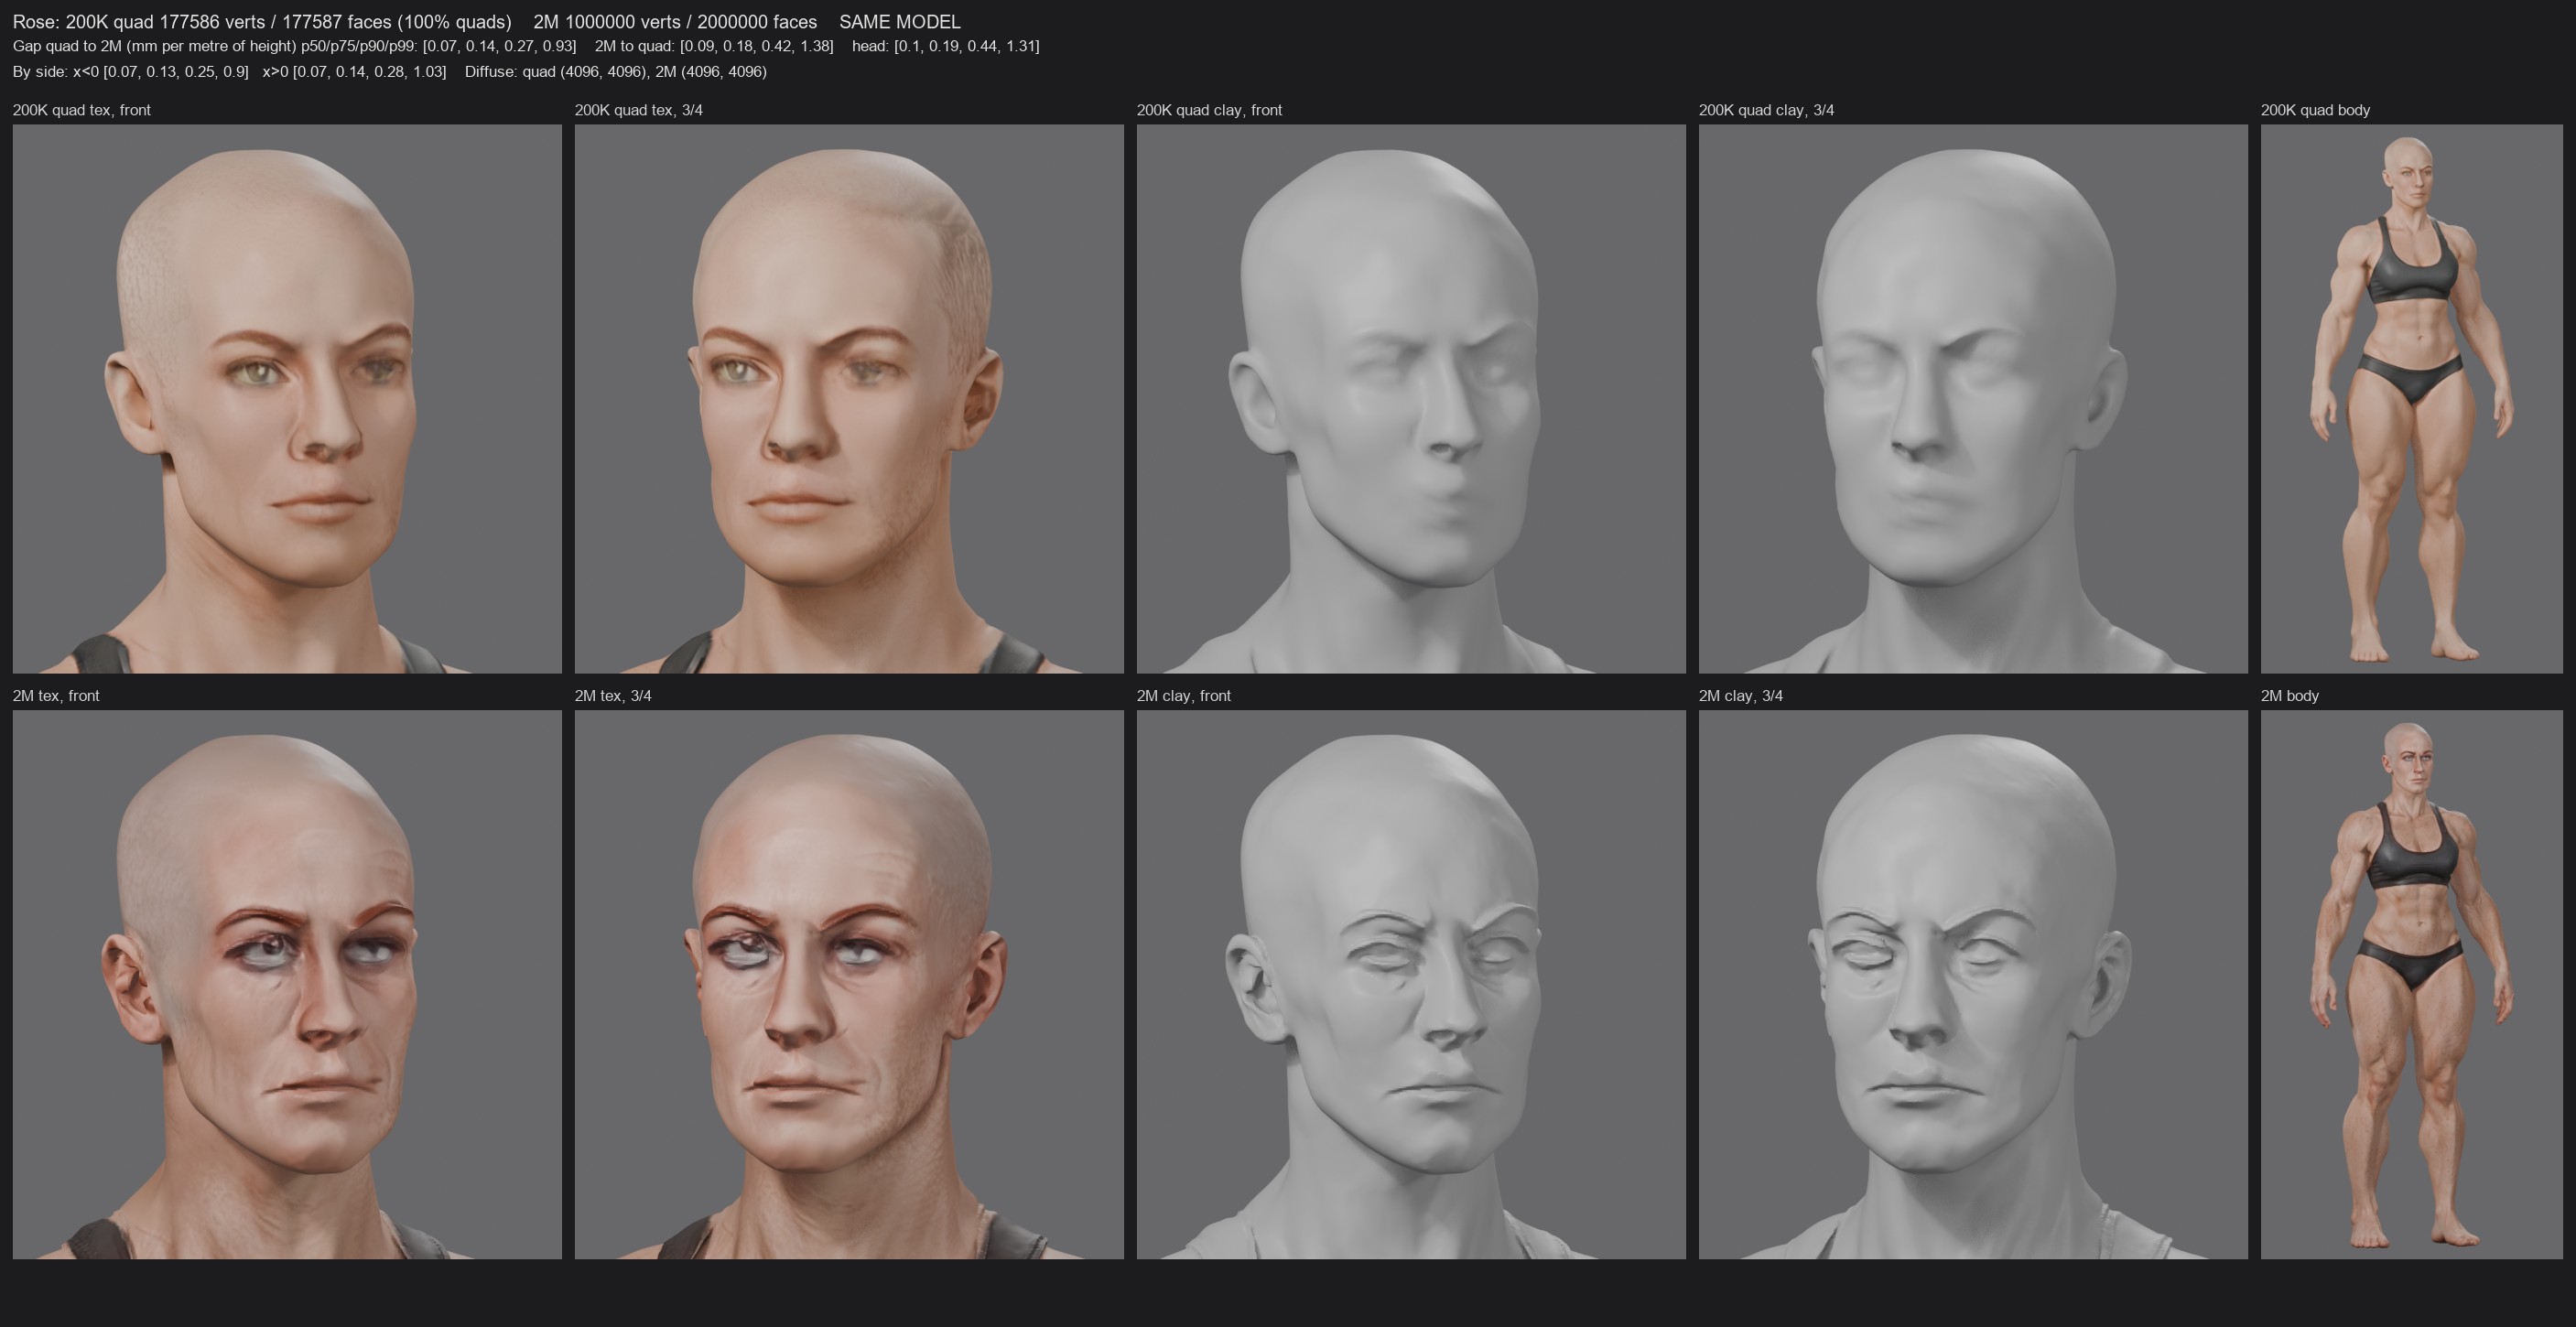 Rose: 200K quad 177586 verts / 177587 faces (100% quads)    2M 1000000 verts / 2000000 faces    SAME MODEL
Gap quad to 2M (mm per metre of height) p50/p75/p90/p99: [0.07, 0.14, 0.27, 0.93]    2M to quad: [0.09, 0.18, 0.42, 1.38]    head: [0.1, 0.19, 0.44, 1.31]
By side: x<0 [0.07, 0.13, 0.25, 0.9]   x>0 [0.07, 0.14, 0.28, 1.03]    Diffuse: quad (4096, 4096), 2M (4096, 4096)
200K quad tex, front
200K quad tex, 3/4
200K quad clay, front
200K quad clay, 3/4
200K quad body
2M tex, front
2M tex, 3/4
2M clay, front
2M clay, 3/4
2M body